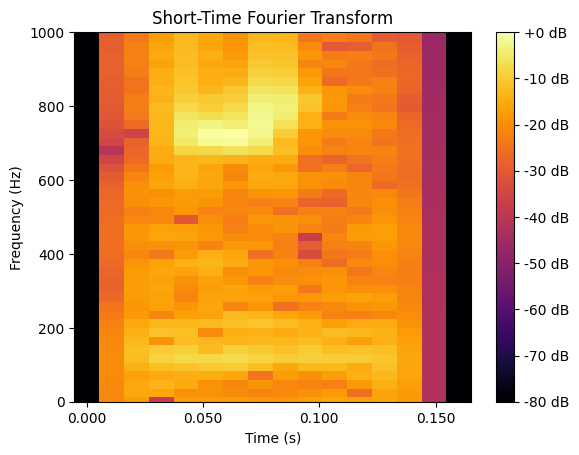 Short-Time Fourier Transform
1000
800
600
400
200
0
Frequency (Hz)
0.000
0.050
0.100
0.150
Time (s)
+0 dB
-10 dB
-20 dB
-30 dB
-40 dB
-50 dB
-60 dB
-70 dB
-80 dB